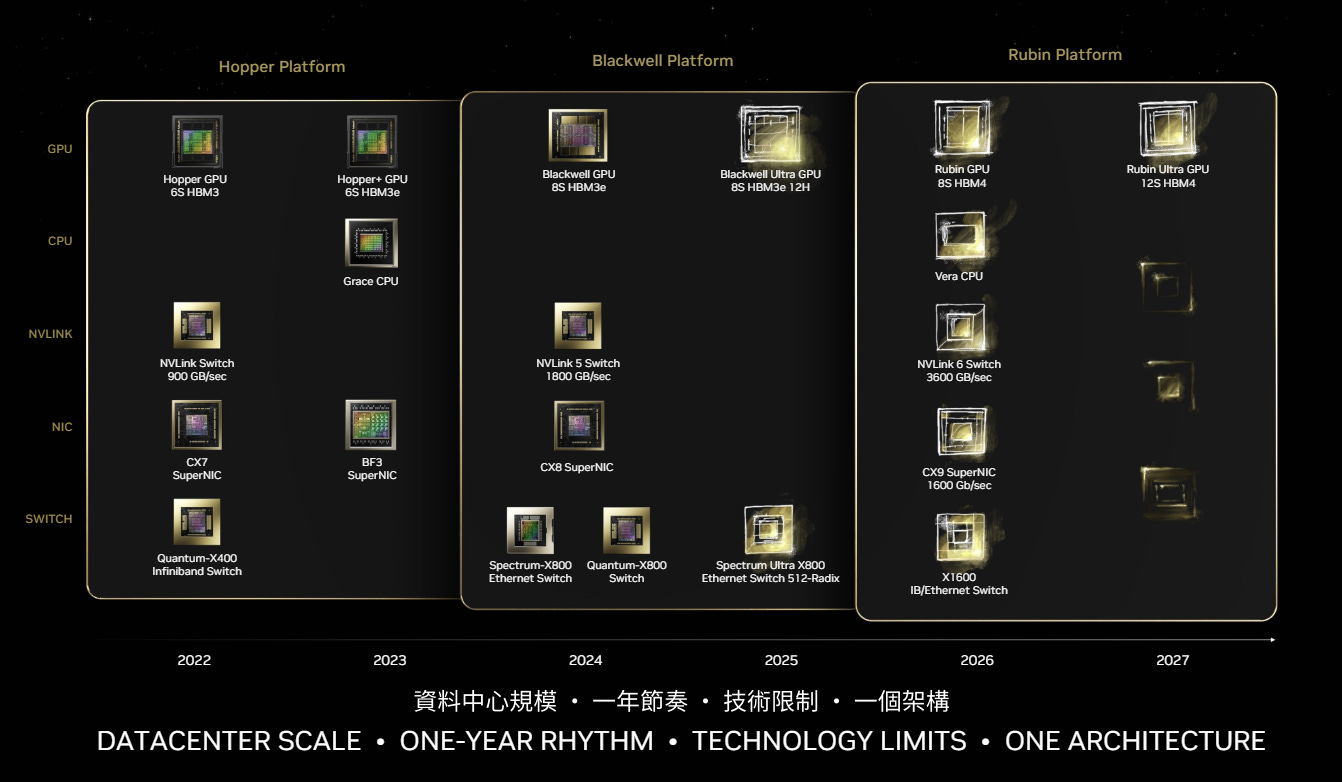 Hopper Platform
Blackwell Platform
Rubin Platform
GPU
Hopper GPU
6S HBM3
Hopper+ GPU
6S HBM3e
Blackwell GPU
8S HBM3e
Blackwell Ultra GPU
8S HBM3e 12H
Rubin GPU
8S HBM4
Rubin Ultra GPU
12S HBM4
CPU
Grace CPU
Vera CPU
NVLINK
NVLink Switch
900 GB/sec
NVLink 5 Switch
1800 GB/sec
NVLink 6 Switch
3600 GB/sec
NIC
CX7
SuperNIC
BF3
SuperNIC
CX8 SuperNIC
CX9 SuperNIC
1600 Gb/sec
SWITCH
Quantum-X400
Infiniband Switch
Spectrum-X800
Ethernet Switch
Quantum-X800
Switch
Spectrum Ultra X800
Ethernet Switch 512-Radix
X1600
IB/Ethernet Switch
2022
2023
2024
2025
2026
2027
資料中心規模 • 一年節奏 • 技術限制 • 一個架構
DATACENTER SCALE • ONE-YEAR RHYTHM • TECHNOLOGY LIMITS • ONE ARCHITECTURE